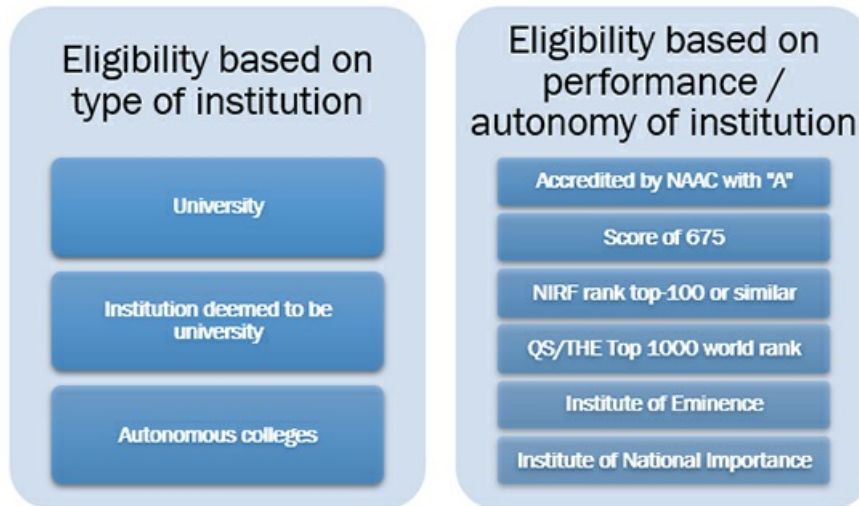 Eligibility based on
type of institution
University
Institution deemed to be
university
Autonomous colleges
Eligibility based on
performance /
autonomy of institution
Accredited by NAAC with "A"
Score of 675
NIRF rank top-100 or similar
QS/THE Top 1000 world rank
Institute of Eminence
Institute of National Importance